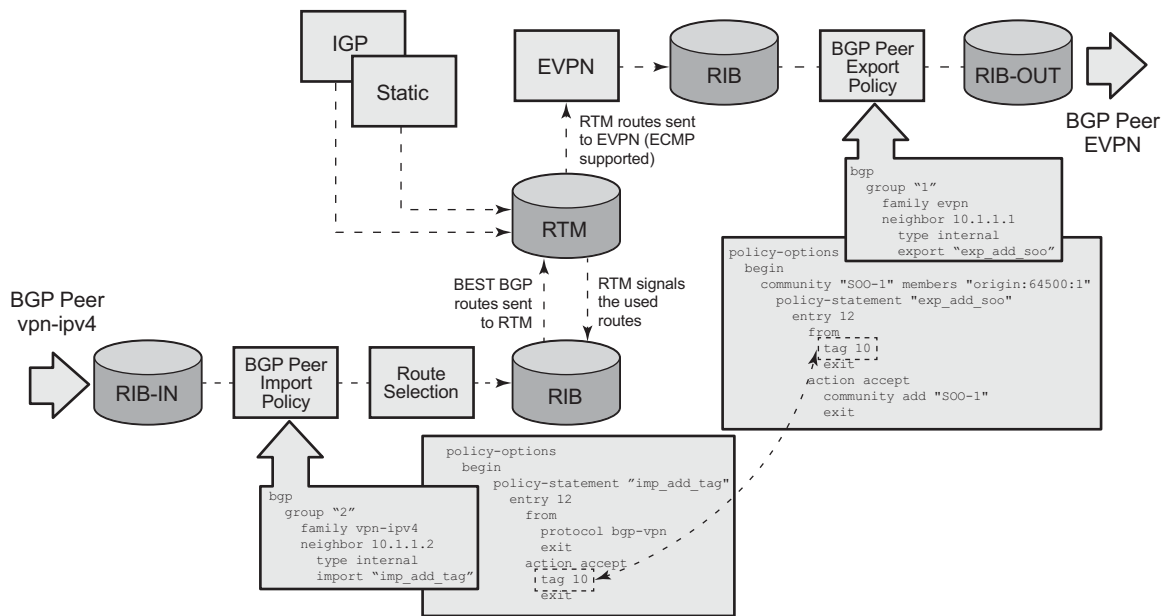 IGP
Static
EVPN
RIB
BGP Peer
Export
Policy
RIB-OUT
BGP Peer
EVPN
RTM routes sent
to EVPN (ECMP
supported)
RTM
BEST BGP
routes sent
to RTM
RTM signals
the used
routes
BGP Peer
vpn-ipv4
RIB-IN
BGP Peer
Import
Policy
Route
Selection
RIB
bgp
group “1”
family evpn
neighbor 10.1.1.1
type internal
export “exp_add_soo”
policy-options
begin
community "SOO-1" members "origin:64500:1"
policy-statement "exp_add_soo"
entry 12
from
tag 10
exit
action accept
community add "SOO-1"
exit
bgp
group “2”
family vpn-ipv4
neighbor 10.1.1.2
type internal
import “imp_add_tag”
policy-options
begin
policy-statement ”imp_add_tag"
entry 12
from
protocol bgp-vpn
exit
action accept
tag 10
exit